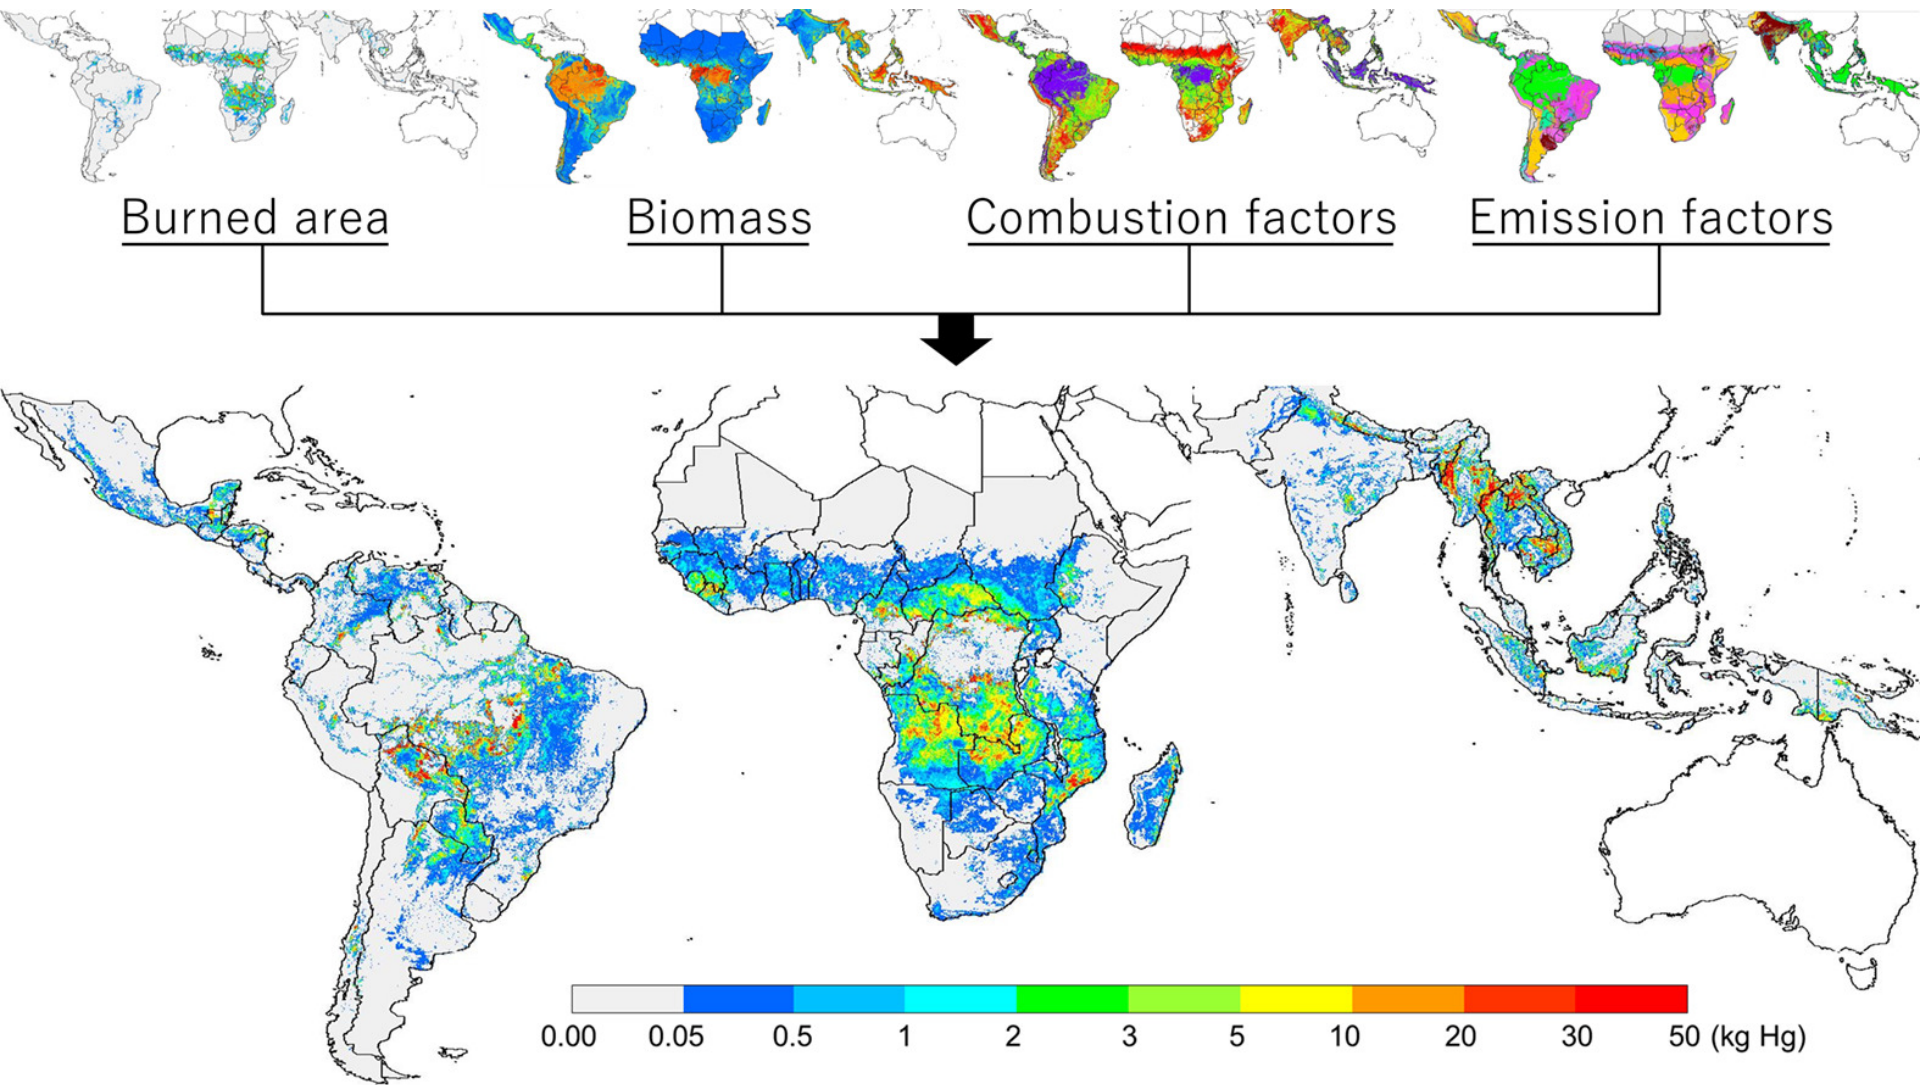 Burned area Biomass Combustion factors Emission factors
0.00 0.05 0.5 1 2 3 5 10 20 30 50 (kg Hg)